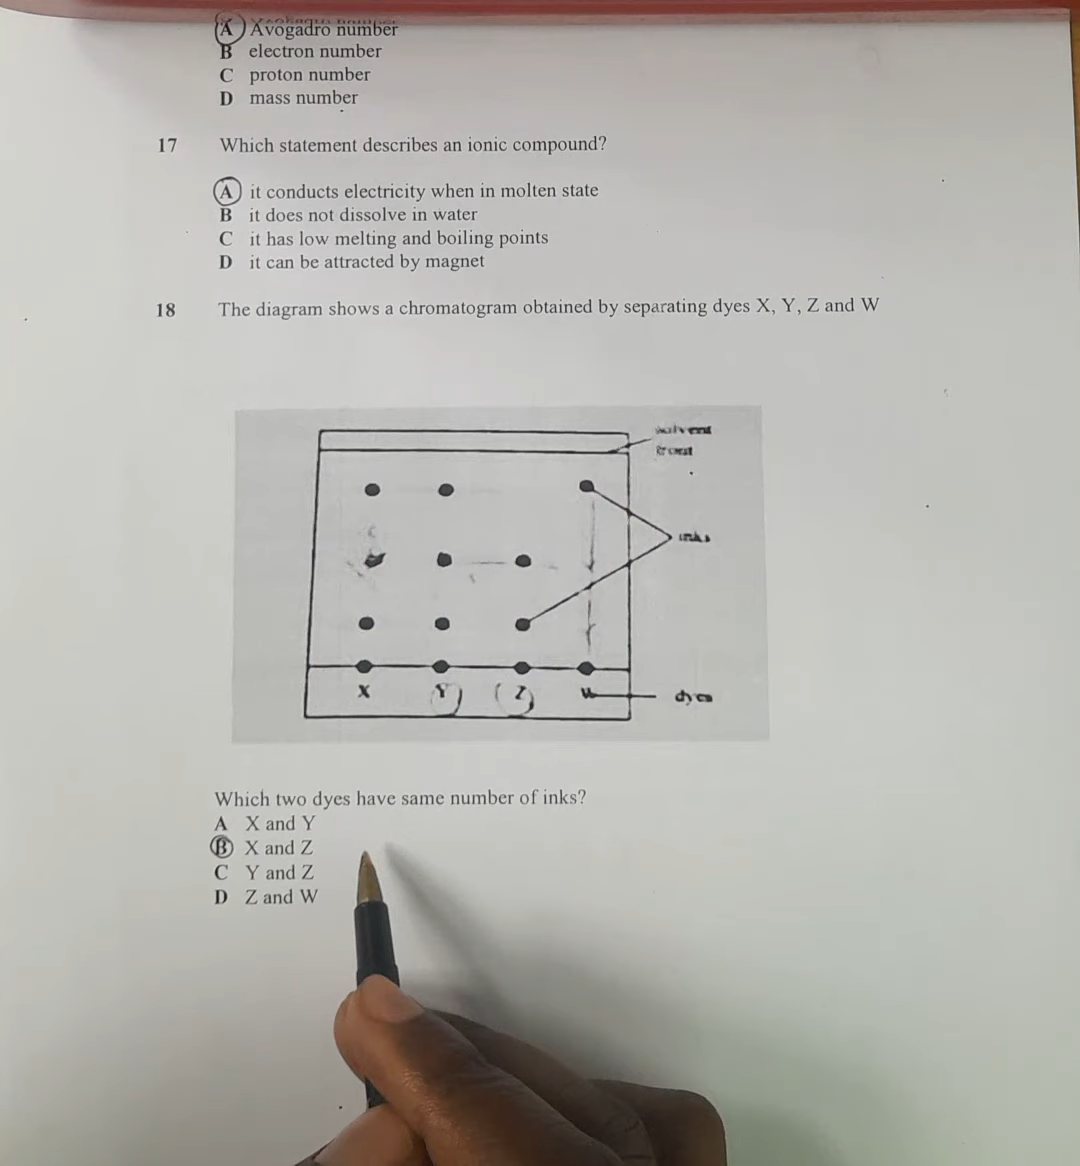 A Avogadro number
B electron number
C proton number
D mass number
17 Which statement describes an ionic compound?
A it conducts electricity when in molten state
B it does not dissolve in water
C it has low melting and boiling points
D it can be attracted by magnet
18 The diagram shows a chromatogram obtained by separating dyes X, Y, Z and W
solvent
front
inks
X Y Z W dyes
Which two dyes have same number of inks?
A X and Y
B X and Z
C Y and Z
D Z and W